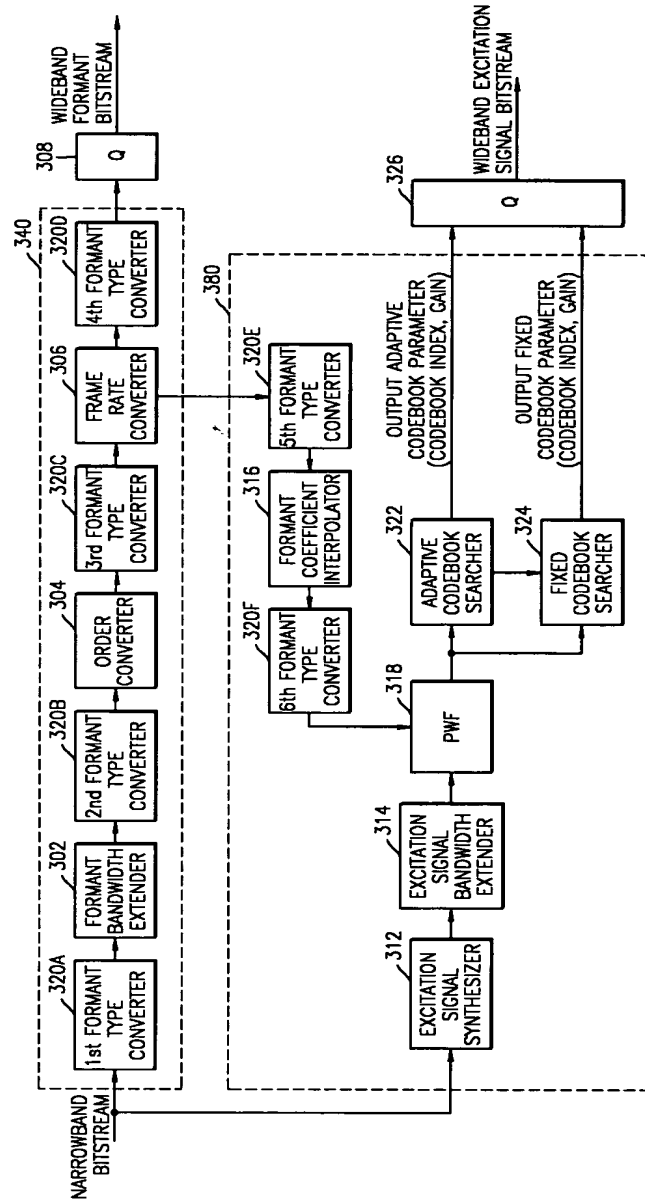 NARROWBAND
BITSTREAM
320A
1st FORMANT
TYPE
CONVERTER
302
FORMANT
BANDWIDTH
EXTENDER
320B
2nd FORMANT
TYPE
CONVERTER
304
ORDER
CONVERTER
320C
3rd FORMANT
TYPE
CONVERTER
306
FRAME
RATE
CONVERTER
320D
4th FORMANT
TYPE
CONVERTER
340
308
Q
WIDEBAND
FORMANT
BITSTREAM
380
320E
5th FORMANT
TYPE
CONVERTER
316
FORMANT
COEFFICIENT
INTERPOLATOR
320F
6th FORMANT
TYPE
CONVERTER
312
EXCITATION
SIGNAL
SYNTHESIZER
314
EXCITATION
SIGNAL
BANDWIDTH
EXTENDER
318
PWF
322
ADAPTIVE
CODEBOOK
SEARCHER
324
FIXED
CODEBOOK
SEARCHER
OUTPUT ADAPTIVE
CODEBOOK PARAMETER
(CODEBOOK INDEX, GAIN)
OUTPUT FIXED
CODEBOOK PARAMETER
(CODEBOOK INDEX, GAIN)
326
Q
WIDEBAND EXCITATION
SIGNAL BITSTREAM